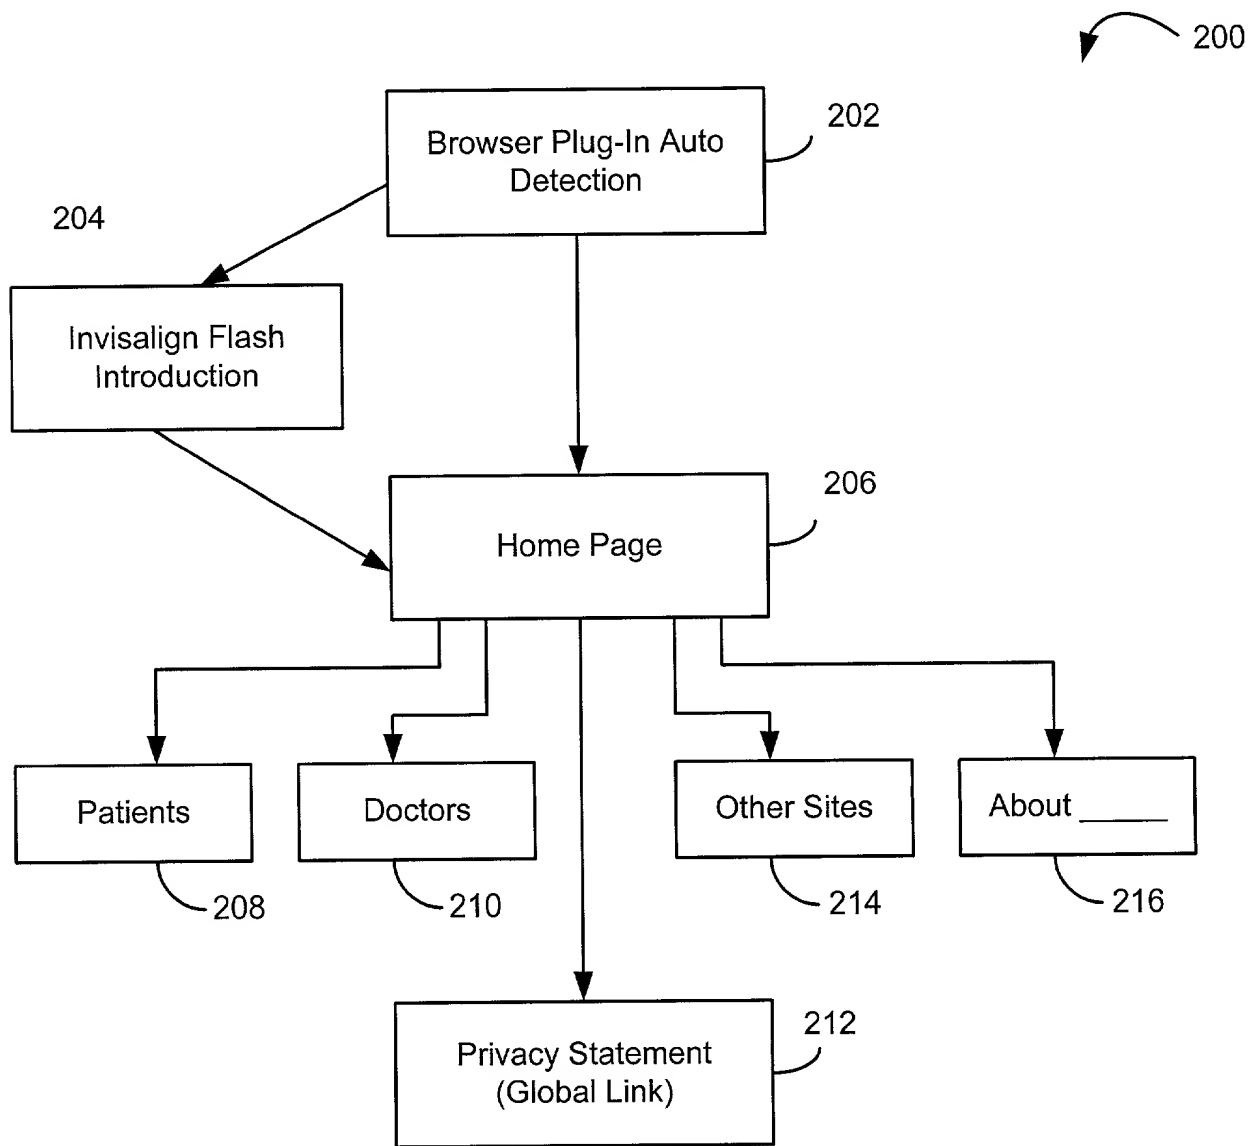 200
202
Browser Plug-In Auto
Detection
204
Invisalign Flash
Introduction
206
Home Page
Patients
Doctors
Other Sites
About _____
208
210
214
216
212
Privacy Statement
(Global Link)